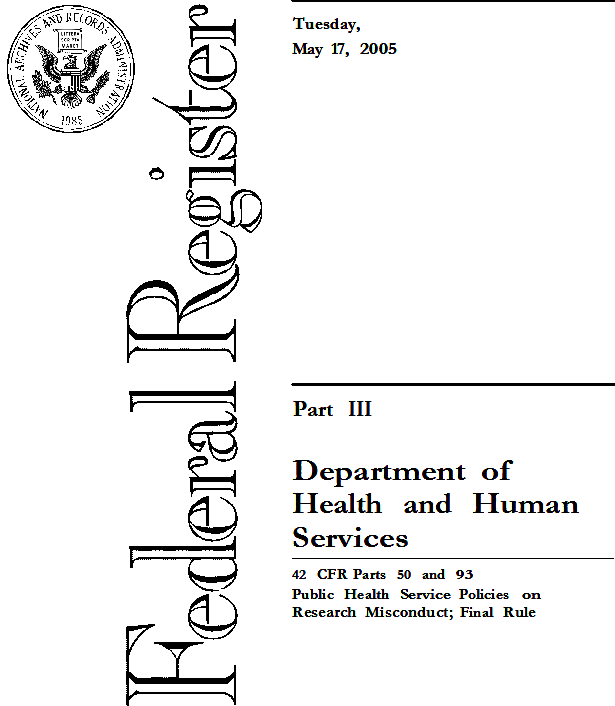 NATIONAL ARCHIVES AND RECORDS ADMINISTRATION
LITTERA
SCRIPTA
MANET
1985
Federal Register
Tuesday,
May 17, 2005
Part III
Department of
Health and Human
Services
42 CFR Parts 50 and 93
Public Health Service Policies on
Research Misconduct; Final Rule